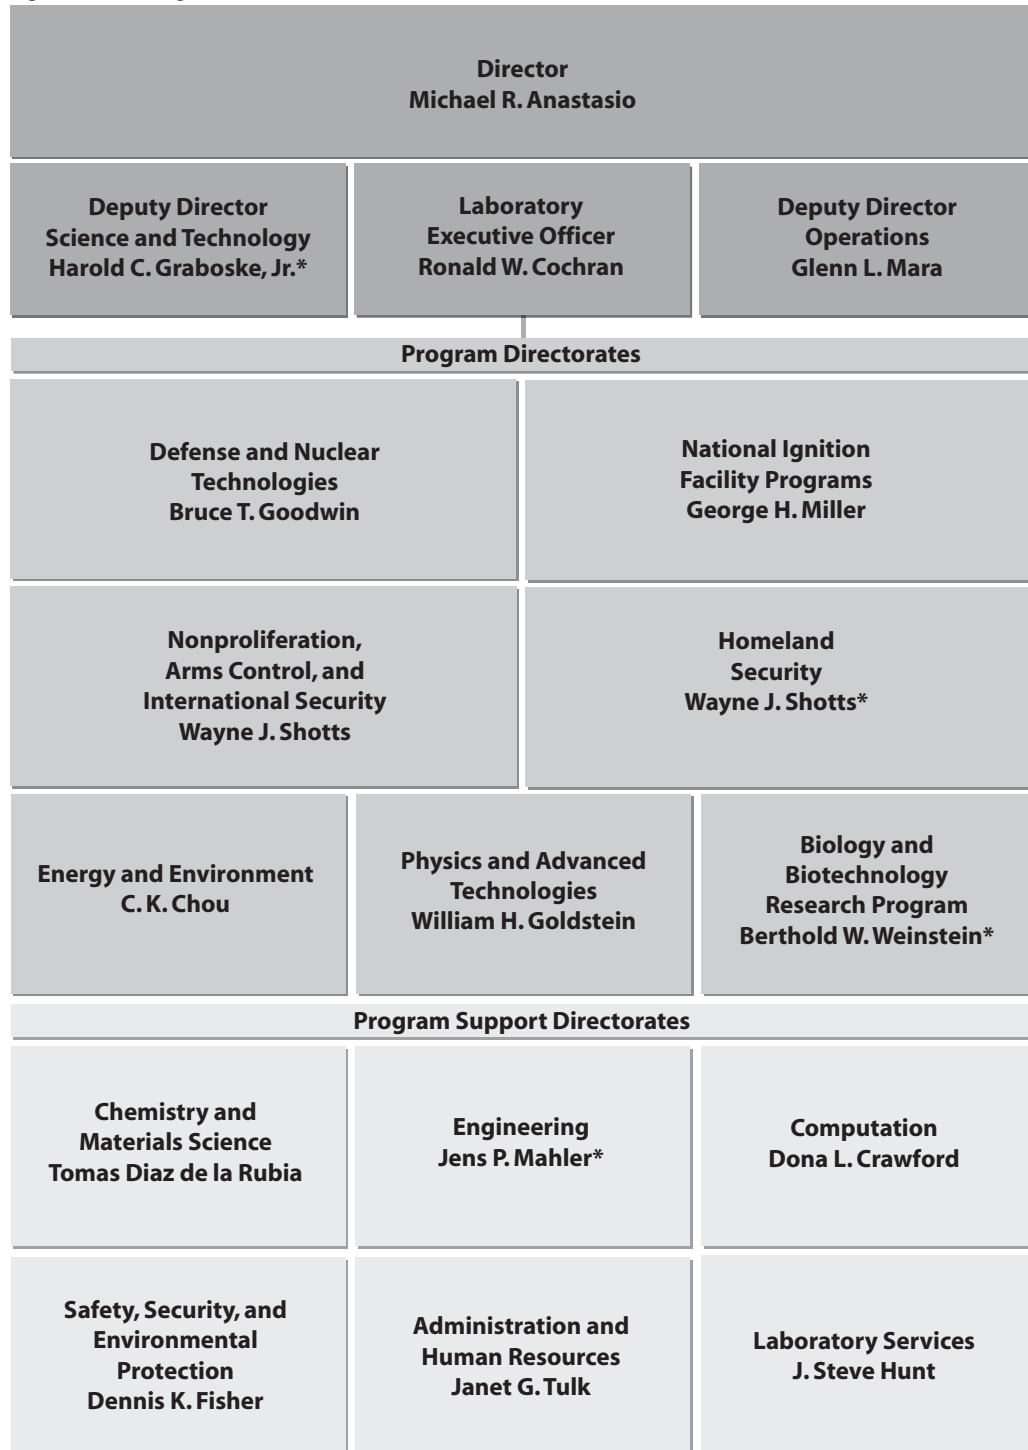 Director
Michael R. Anastasio
Deputy Director
Science and Technology
Harold C. Graboske, Jr.*
Laboratory
Executive Officer
Ronald W. Cochran
Deputy Director
Operations
Glenn L. Mara
Program Directorates
Defense and Nuclear
Technologies
Bruce T. Goodwin
National Ignition
Facility Programs
George H. Miller
Nonproliferation,
Arms Control, and
International Security
Wayne J. Shotts
Homeland
Security
Wayne J. Shotts*
Energy and Environment
C. K. Chou
Physics and Advanced
Technologies
William H. Goldstein
Biology and
Biotechnology
Research Program
Berthold W. Weinstein*
Program Support Directorates
Chemistry and
Materials Science
Tomas Diaz de la Rubia
Engineering
Jens P. Mahler*
Computation
Dona L. Crawford
Safety, Security, and
Environmental
Protection
Dennis K. Fisher
Administration and
Human Resources
Janet G. Tulk
Laboratory Services
J. Steve Hunt